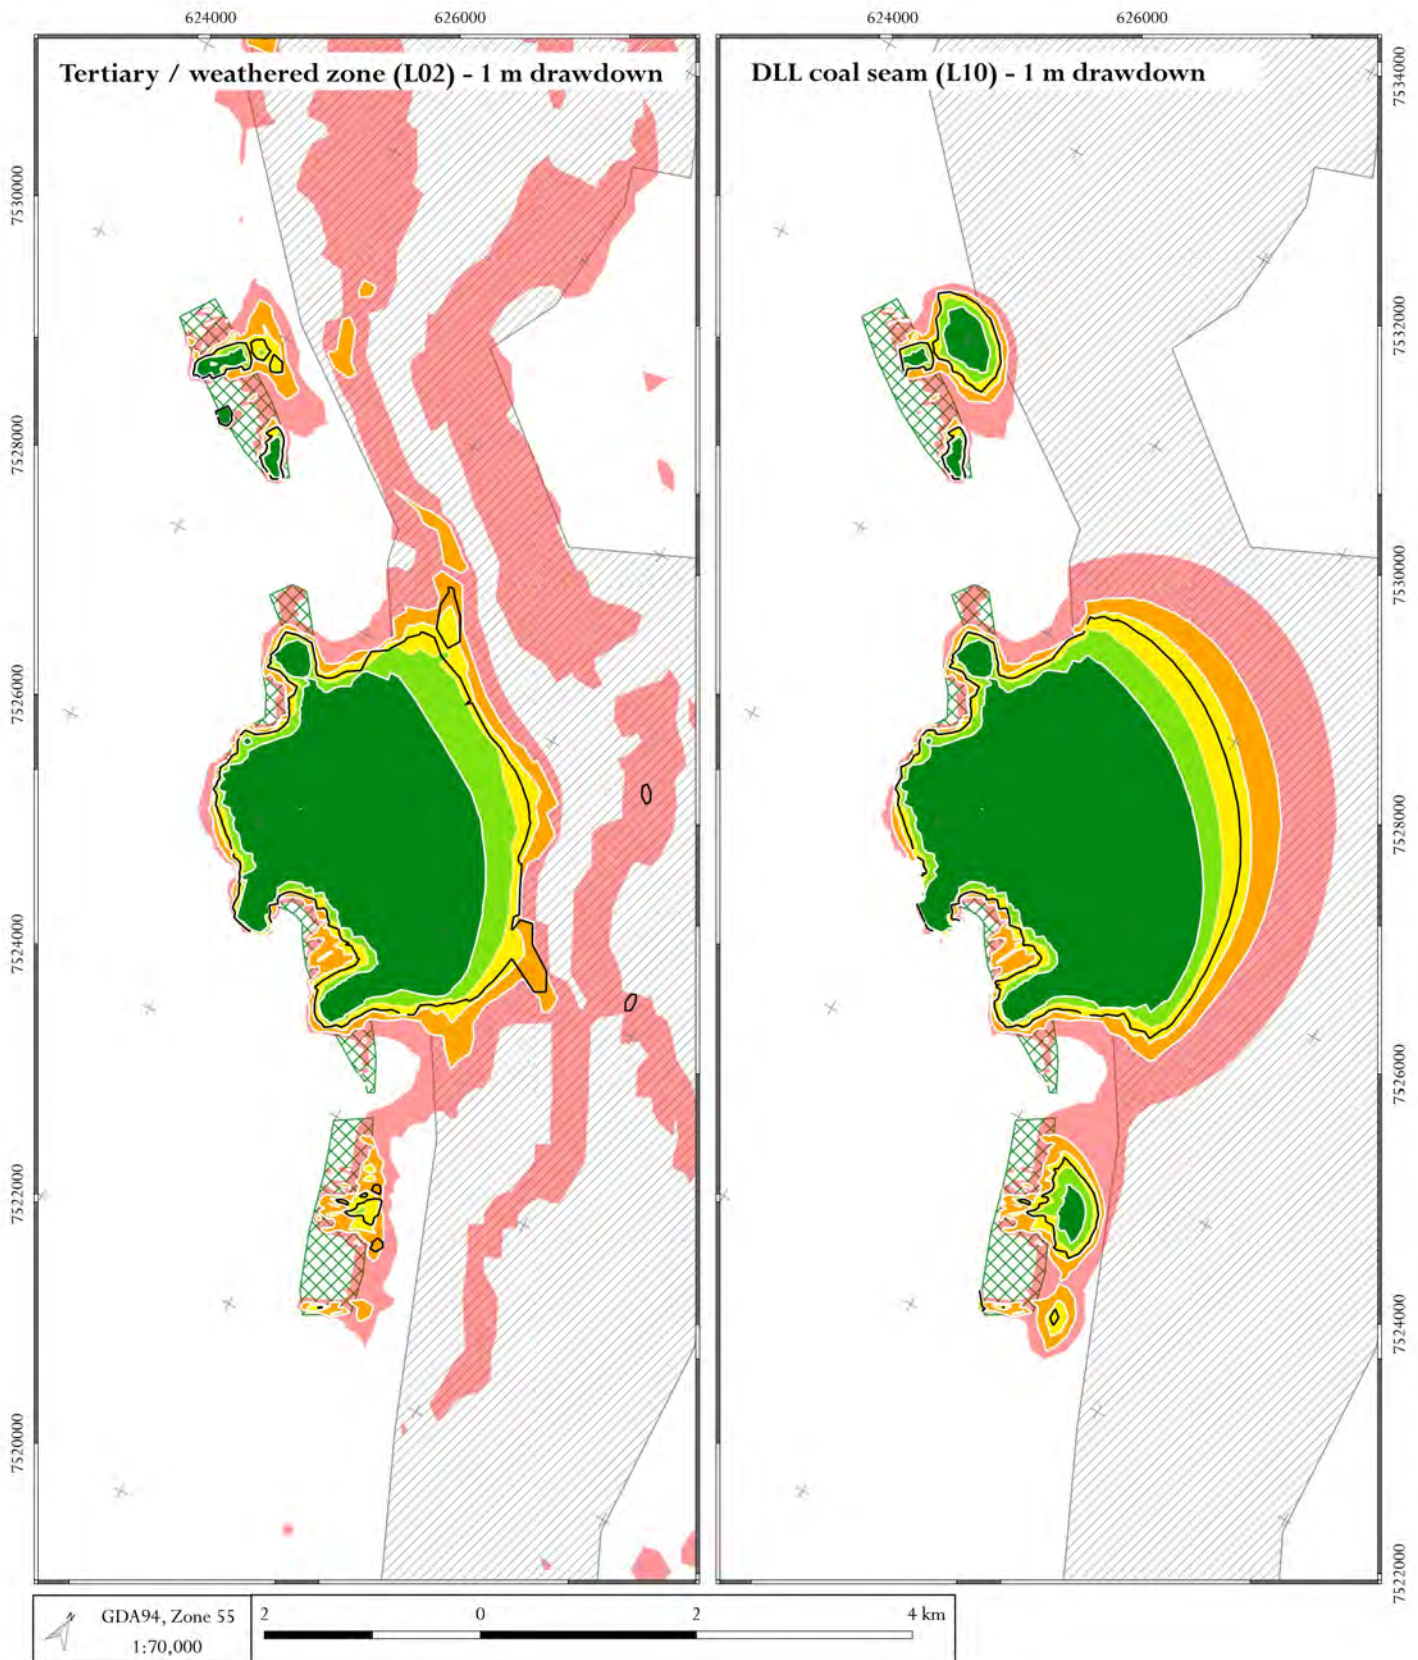 624000 626000 624000 626000
Tertiary / weathered zone (L02) - 1 m drawdown
DLL coal seam (L10) - 1 m drawdown
7530000
7528000
7526000
7524000
7522000
7520000
7534000
7532000
7530000
7528000
7526000
7524000
7522000
N
GDA94, Zone 55
1:70,000
2 0 2 4 km